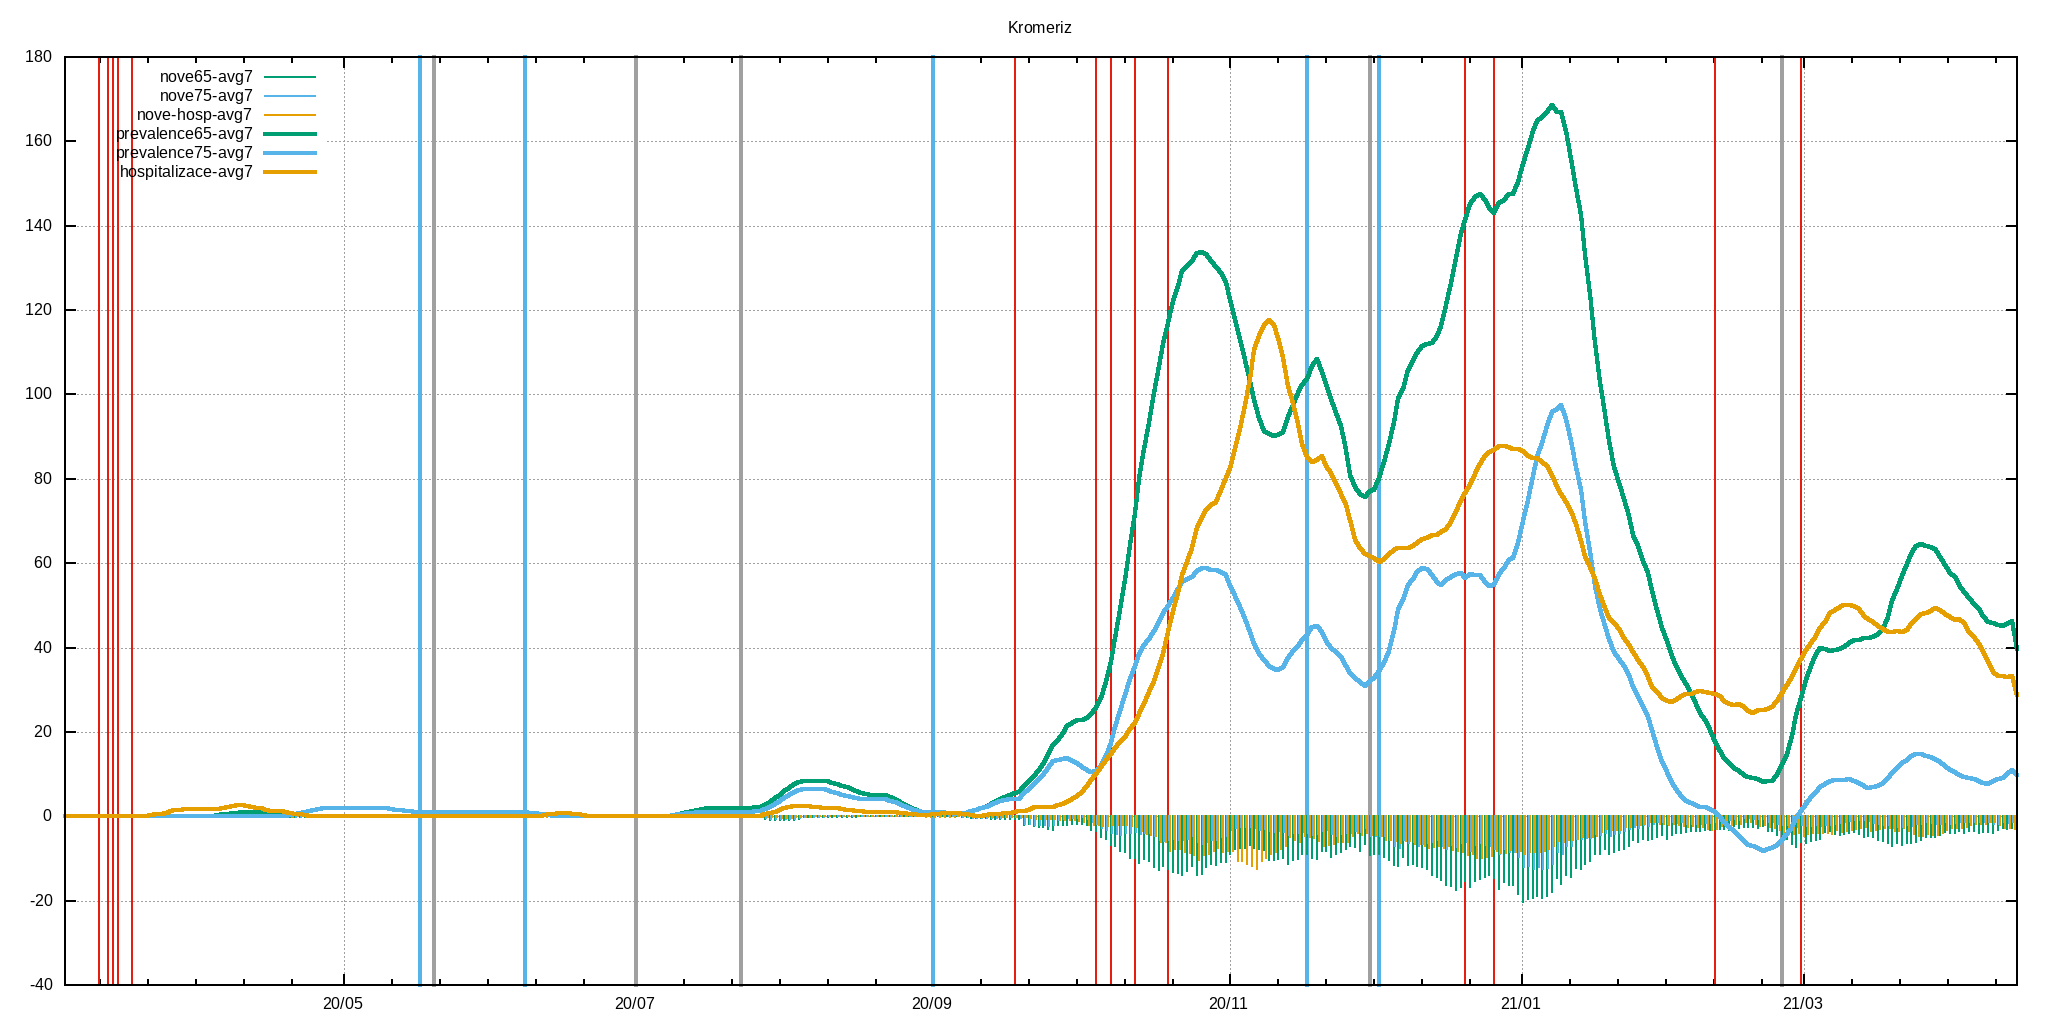 Kromeriz
180
160
140
120
100
80
60
40
20
0
-20
-40
nove65-avg7
nove75-avg7
nove-hosp-avg7
prevalence65-avg7
prevalence75-avg7
hospitalizace-avg7
20/05
20/07
20/09
20/11
21/01
21/03